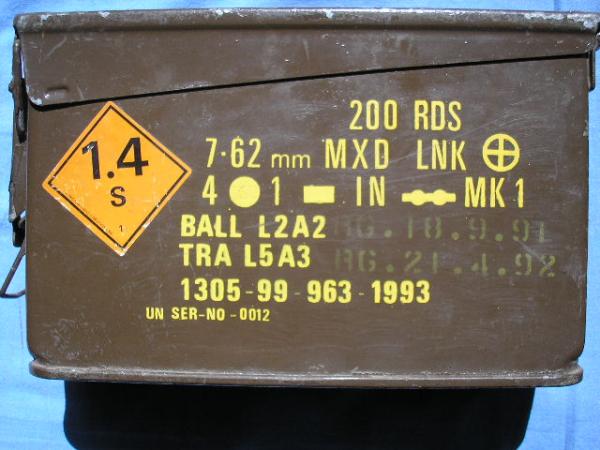 1.4
S
1
200 RDS
7.62 mm MXD LNK
4 1 IN MK1
BALL L2A2 RG.18.9.91
TRA L5A3 RG.21.4.92
1305-99-963-1993
UN SER-NO-0012